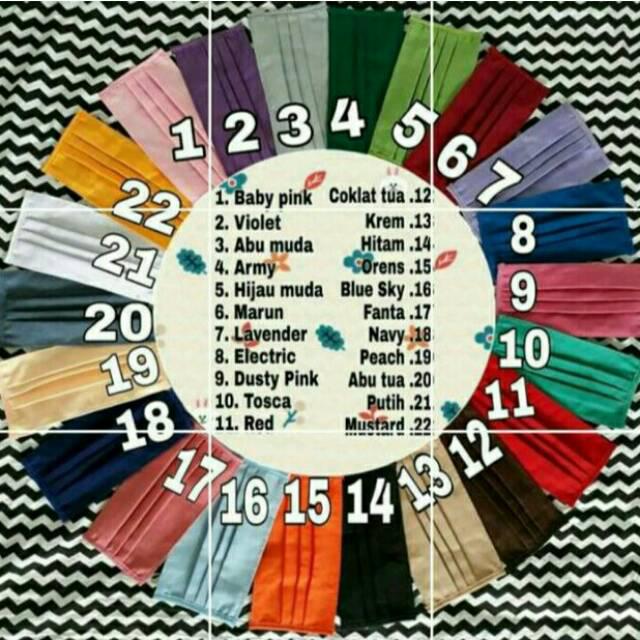 1
2
3
4
5
6
7
8
9
10
11
12
13
14
15
16
17
18
19
20
21
22
1. Baby pink
2. Violet
3. Abu muda
4. Army
5. Hijau muda
6. Marun
7. Lavender
8. Electric
9. Dusty Pink
10. Tosca
11. Red
Coklat tua .12
Krem .13
Hitam .14
Orens .15
Blue Sky .16
Fanta .17
Navy .18
Peach .19
Abu tua .20
Putih .21
Mustard .22